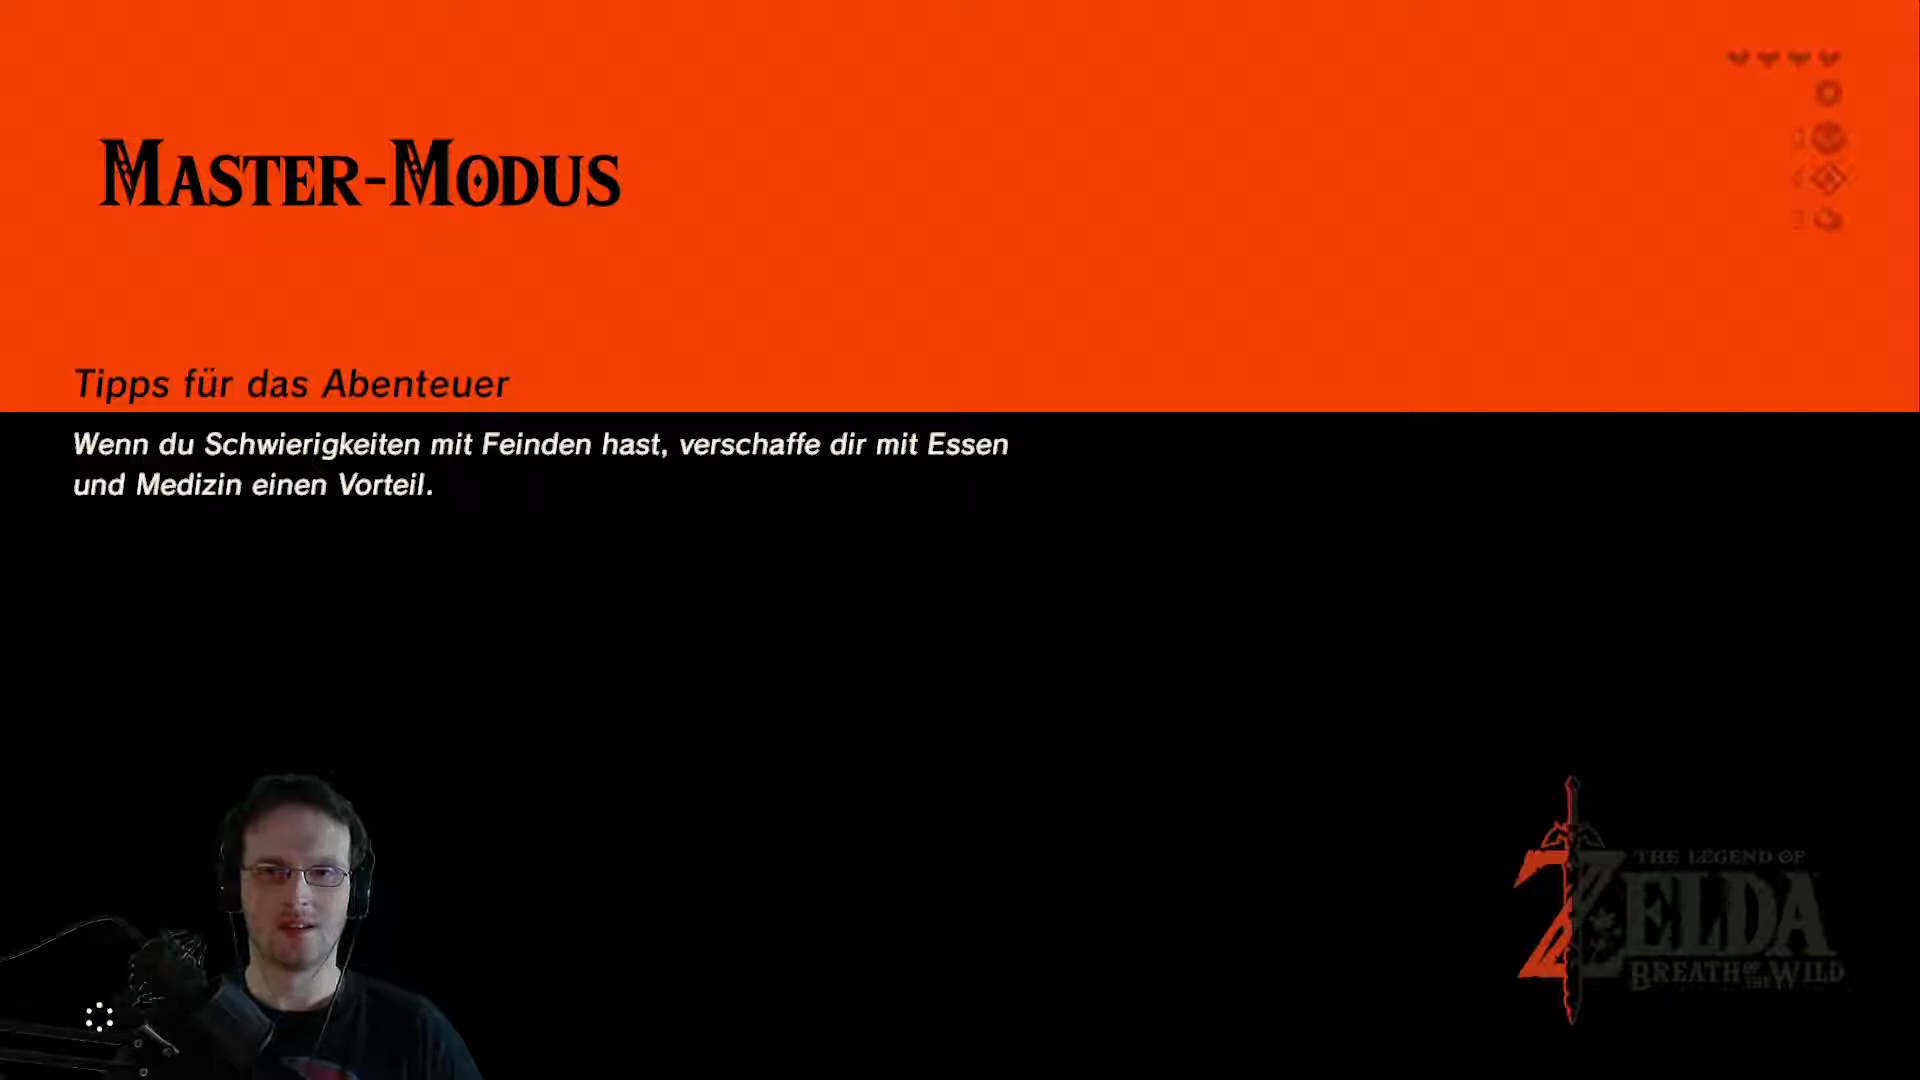 MASTER-MODUS
Tipps für das Abenteuer
Wenn du Schwierigkeiten mit Feinden hast, verschaffe dir mit Essen
und Medizin einen Vorteil.
THE LEGEND OF
ZELDA
BREATH OF THE WILD